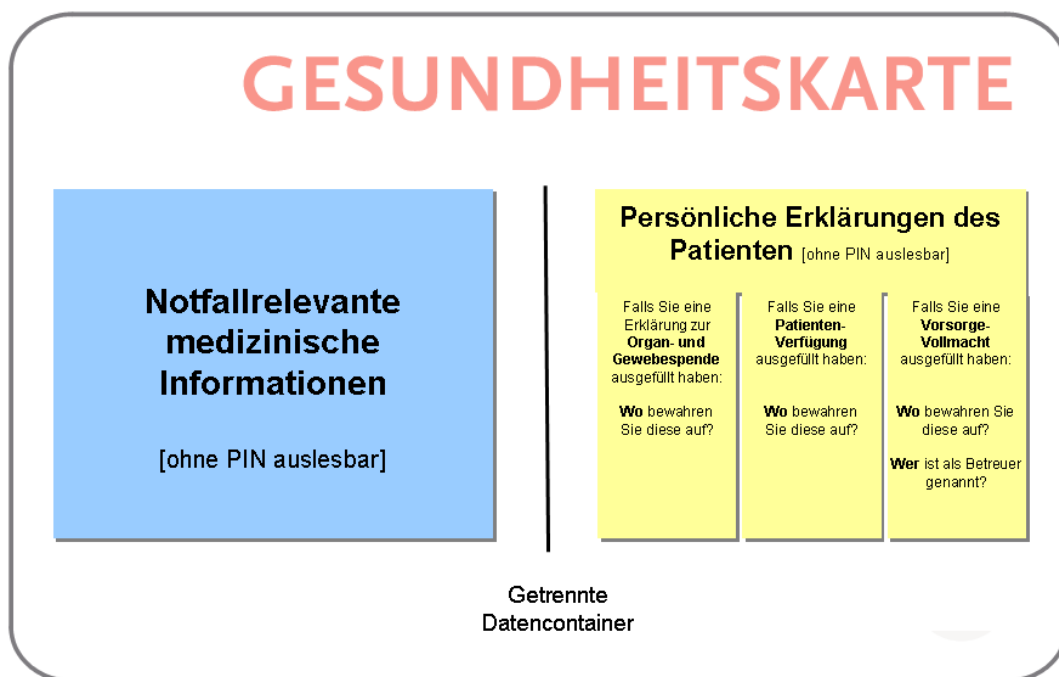 GESUNDHEITSKARTE
Notfallrelevante
medizinische
Informationen
[ohne PIN auslesbar]
Persönliche Erklärungen des
Patienten [ohne PIN auslesbar]
Falls Sie eine
Erklärung zur
Organ- und
Gewebespende
ausgefüllt haben:
Wo bewahren
Sie diese auf?
Falls Sie eine
Patienten-
Verfügung
ausgefüllt haben:
Wo bewahren
Sie diese auf?
Falls Sie eine
Vorsorge-
Vollmacht
ausgefüllt haben:
Wo bewahren Sie
diese auf?
Wer ist als Betreuer
genannt?
Getrennte
Datencontainer